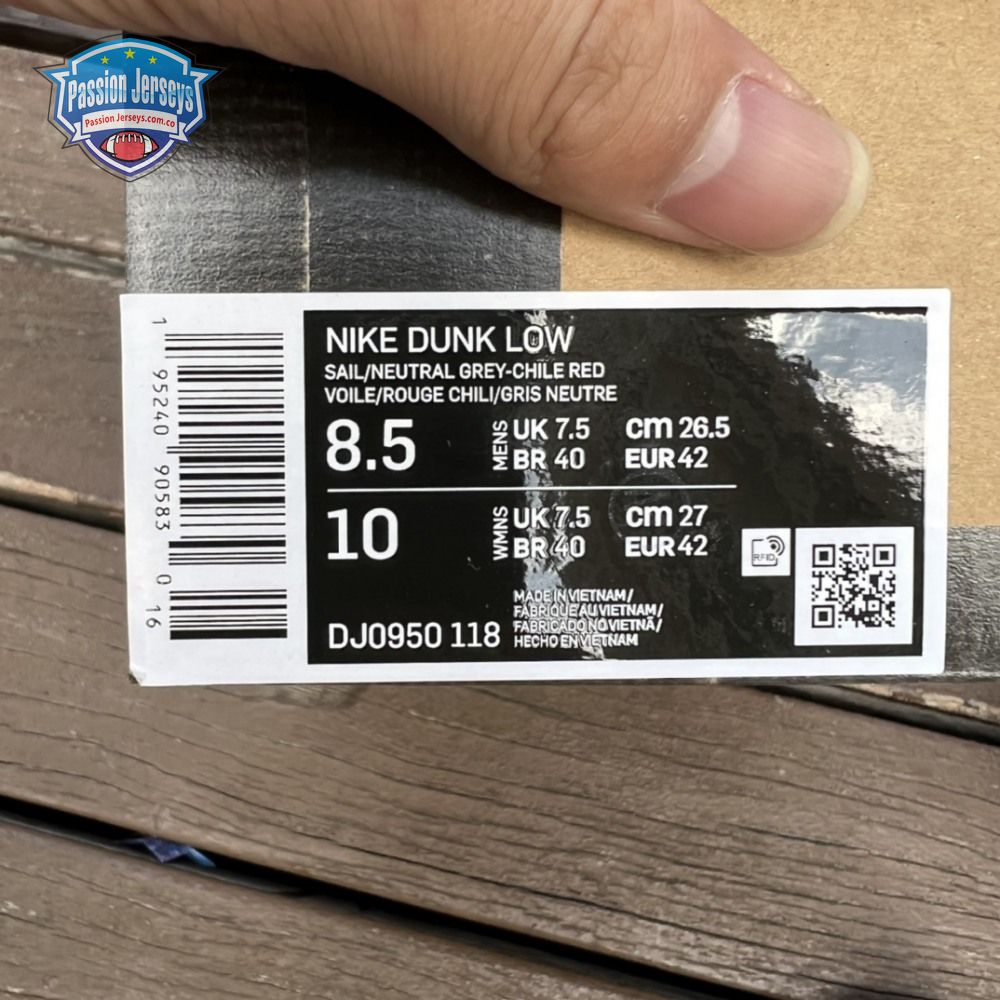 Passion Jerseys
Passion Jerseys.com.co
1 95240 90583 0 16
NIKE DUNK LOW
SAIL/NEUTRAL GREY-CHILE RED
VOILE/ROUGE CHILI/GRIS NEUTRE
8.5 MENS UK 7.5 cm 26.5
BR 40 EUR 42
10 WMNS UK 7.5 cm 27
BR 40 EUR 42
RFID
MADE IN VIETNAM/
FABRIQUE AU VIETNAM/
FABRICADO NO VIETNÃ/
HECHO EN VIETNAM
DJ0950 118